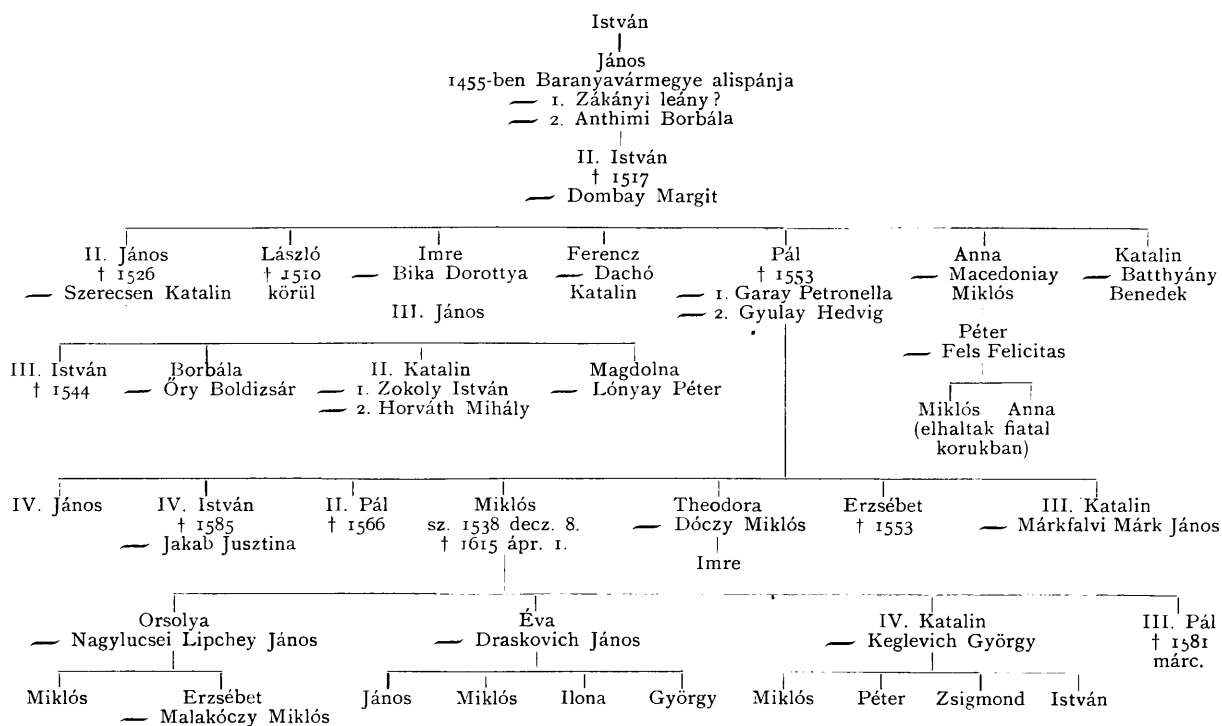 István
János
1455-ben Baranyavármegye alispánja
1. Zákányi leány?
2. Anthimi Borbála
II. István
† 1517
Dombay Margit
II. János László Imre Ferencz Pál Anna Katalin
† 1526 † 1510 Bika Dorottya Dachó † 1553 Macedoniay Batthyány
Szerecsen Katalin körül Katalin 1. Garay Petronella Miklós Benedek
III. János 2. Gyulay Hedvig
Péter
III. István Borbála II. Katalin Magdolna Fels Felicitas
† 1544 Őry Boldizsár 1. Zokoly István Lónyay Péter
2. Horváth Mihály
Miklós Anna
(elhaltak fiatal
korukban)
IV. János IV. István II. Pál Miklós Theodora Erzsébet III. Katalin
† 1585 † 1566 sz. 1538 decz. 8. Dóczy Miklós † 1553 Márkfalvi Márk János
Jakab Jusztina † 1615 ápr. 1.
Imre
Orsolya Éva IV. Katalin III. Pál
Nagylucsei Lipchey János Draskovich János Keglevich György † 1581
márc.
Miklós Erzsébet János Miklós Ilona György Miklós Péter Zsigmond István
Malakóczy Miklós